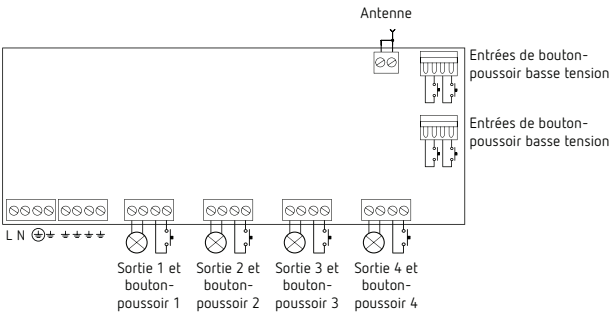 Antenne
Entrées de bouton-
poussoir basse tension
Entrées de bouton-
poussoir basse tension
L N
Sortie 1 et
bouton-
poussoir 1
Sortie 2 et
bouton-
poussoir 2
Sortie 3 et
bouton-
poussoir 3
Sortie 4 et
bouton-
poussoir 4